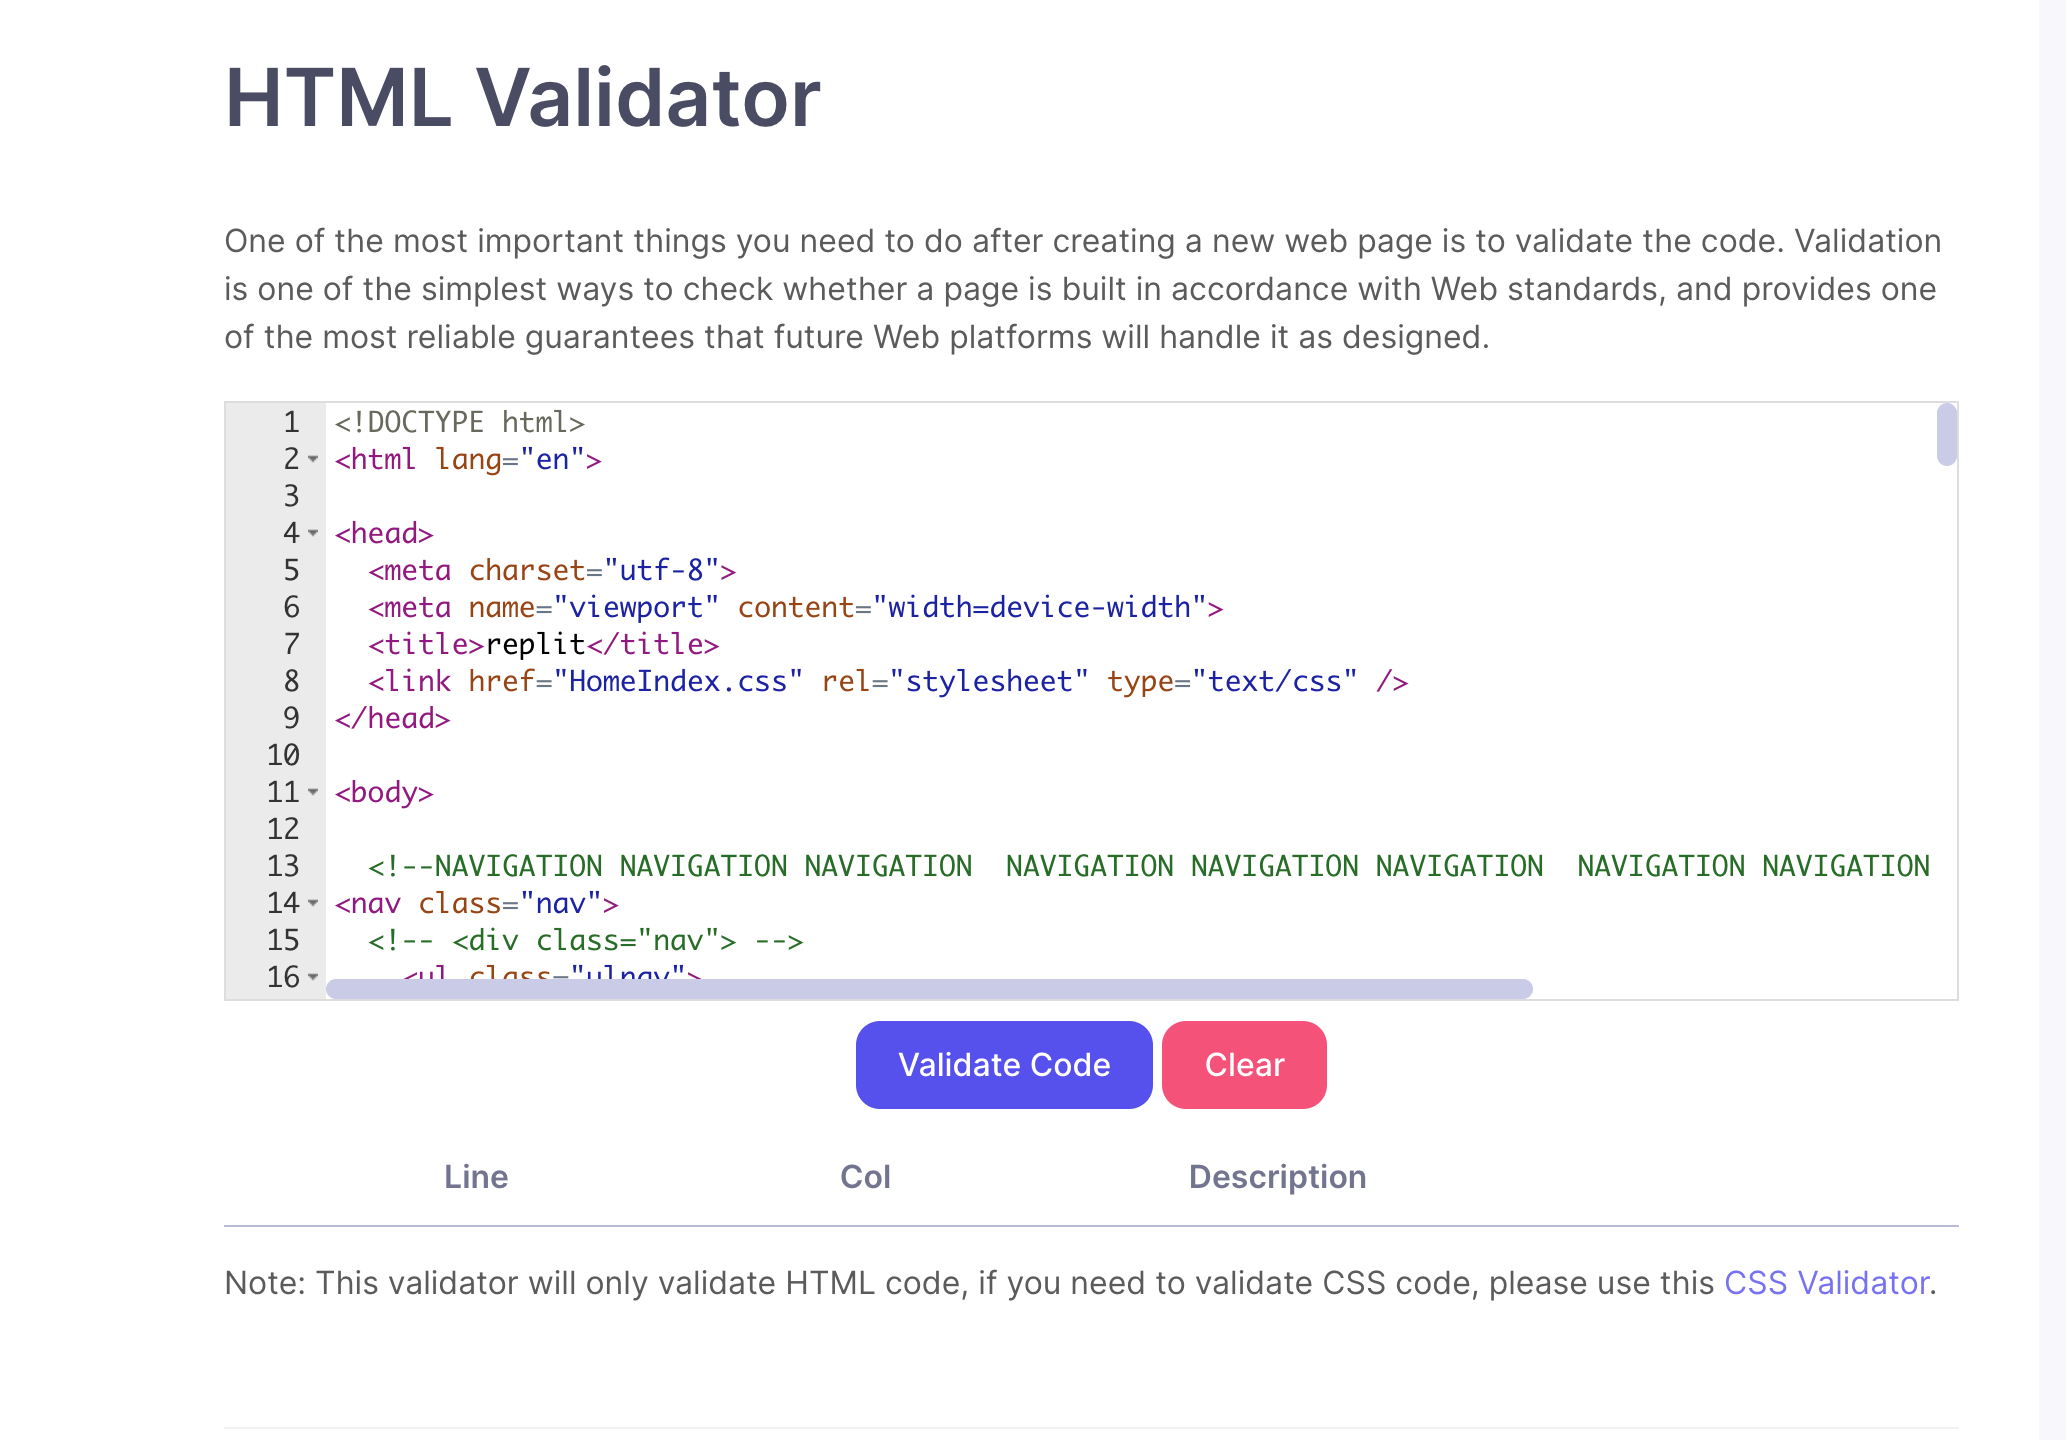 HTML Validator
One of the most important things you need to do after creating a new web page is to validate the code. Validation
is one of the simplest ways to check whether a page is built in accordance with Web standards, and provides one
of the most reliable guarantees that future Web platforms will handle it as designed.
1 <!DOCTYPE html>
2 <html lang="en">
3
4 <head>
5   <meta charset="utf-8">
6   <meta name="viewport" content="width=device-width">
7   <title>replit</title>
8   <link href="HomeIndex.css" rel="stylesheet" type="text/css" />
9 </head>
10
11 <body>
12
13   <!--NAVIGATION NAVIGATION NAVIGATION  NAVIGATION NAVIGATION NAVIGATION  NAVIGATION NAVIGATION
14 <nav class="nav">
15   <!-- <div class="nav"> -->
16     <ul class="ulnav">
Validate Code Clear
Line Col Description
Note: This validator will only validate HTML code, if you need to validate CSS code, please use this CSS Validator.